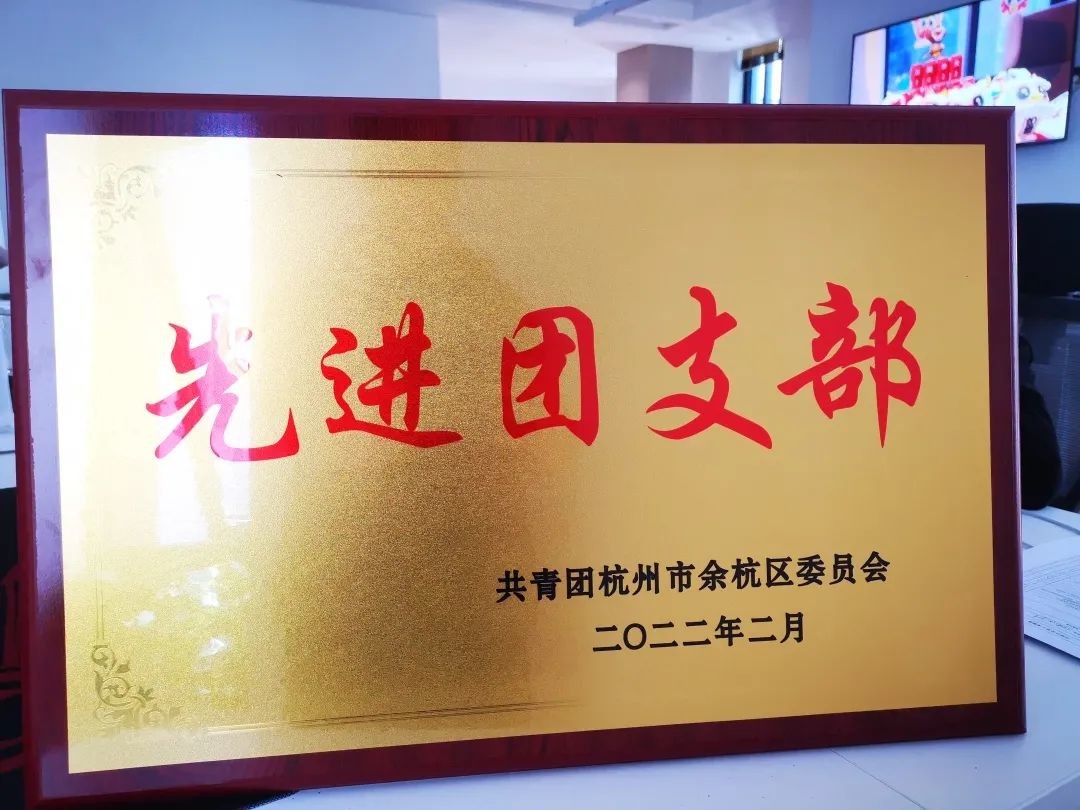 先进团支部
共青团杭州市余杭区委员会
二〇二二年二月